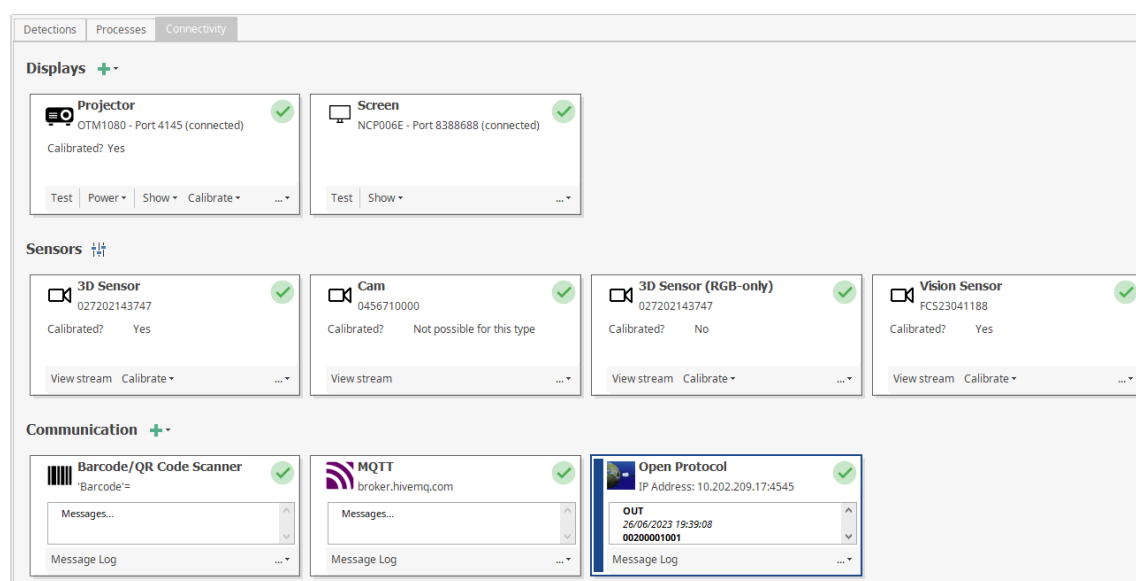 Detections Processes Connectivity
Displays
Projector
OTM1080 - Port 4145 (connected)
Calibrated? Yes
Test Power Show Calibrate ...
Screen
NCP006E - Port 8388688 (connected)
Test Show ...
Sensors
3D Sensor
027202143747
Calibrated? Yes
View stream Calibrate ...
Cam
0456710000
Calibrated? Not possible for this type
View stream ...
3D Sensor (RGB-only)
027202143747
Calibrated? No
View stream Calibrate ...
Vision Sensor
FCS23041188
Calibrated? Yes
View stream Calibrate ...
Communication
Barcode/QR Code Scanner
'Barcode'=
Messages...
Message Log ...
MQTT
broker.hivemq.com
Messages...
Message Log ...
Open Protocol
IP Address: 10.202.209.17:4545
OUT
26/06/2023 19:39:08
00200001001
Message Log ...